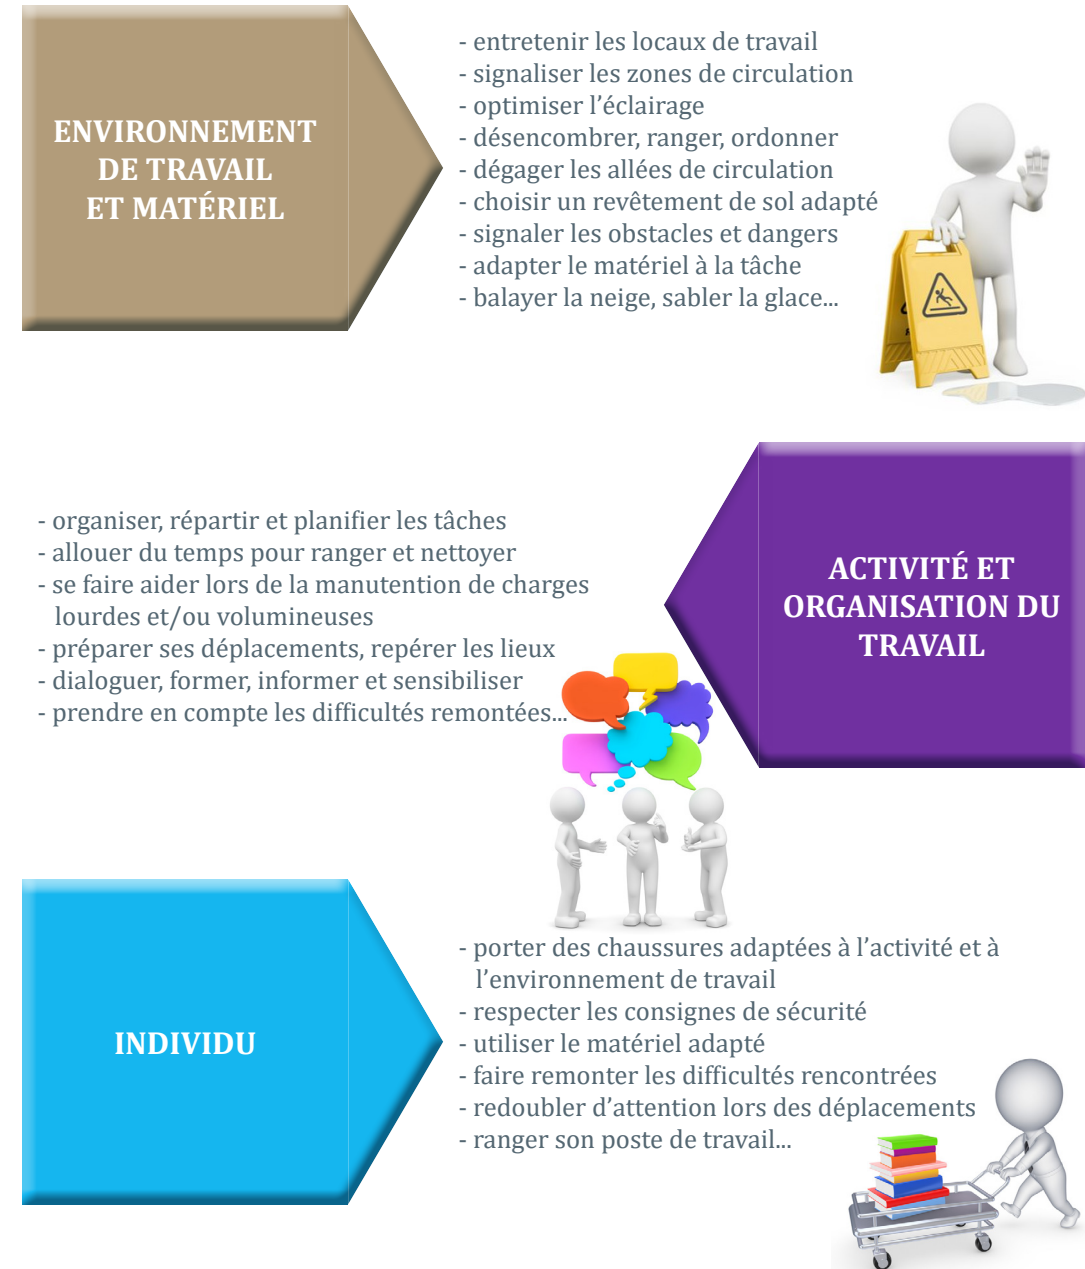 ENVIRONNEMENT
DE TRAVAIL
ET MATÉRIEL
- entretenir les locaux de travail
- signaliser les zones de circulation
- optimiser l’éclairage
- désencombrer, ranger, ordonner
- dégager les allées de circulation
- choisir un revêtement de sol adapté
- signaler les obstacles et dangers
- adapter le matériel à la tâche
- balayer la neige, sabler la glace...
- organiser, répartir et planifier les tâches
- allouer du temps pour ranger et nettoyer
- se faire aider lors de la manutention de charges
lourdes et/ou volumineuses
- préparer ses déplacements, repérer les lieux
- dialoguer, former, informer et sensibiliser
- prendre en compte les difficultés remontées...
ACTIVITÉ ET
ORGANISATION DU
TRAVAIL
INDIVIDU
- porter des chaussures adaptées à l’activité et à
l’environnement de travail
- respecter les consignes de sécurité
- utiliser le matériel adapté
- faire remonter les difficultés rencontrées
- redoubler d’attention lors des déplacements
- ranger son poste de travail...